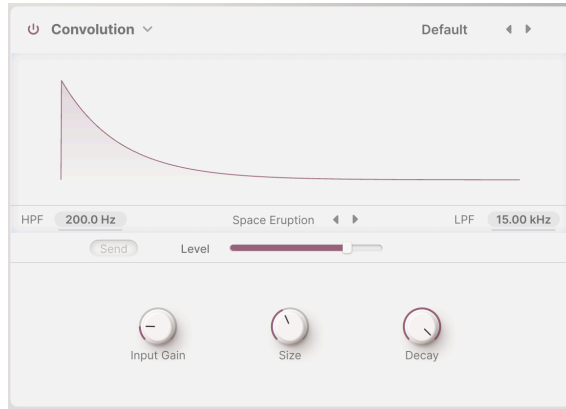 Convolution Default
HPF 200.0 Hz Space Eruption LPF 15.00 kHz
Send Level
Input Gain Size Decay